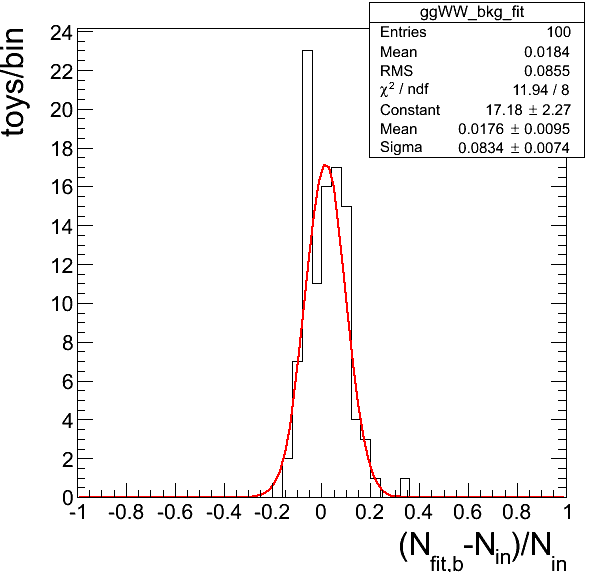 ggWW_bkg_fit
Entries 100
Mean 0.0184
RMS 0.0855
χ² / ndf 11.94 / 8
Constant 17.18 ± 2.27
Mean 0.0176 ± 0.0095
Sigma 0.0834 ± 0.0074
toys/bin
24
22
20
18
16
14
12
10
8
6
4
2
0
-1 -0.8 -0.6 -0.4 -0.2 0 0.2 0.4 0.6 0.8 1
(N_fit,b-N_in)/N_in